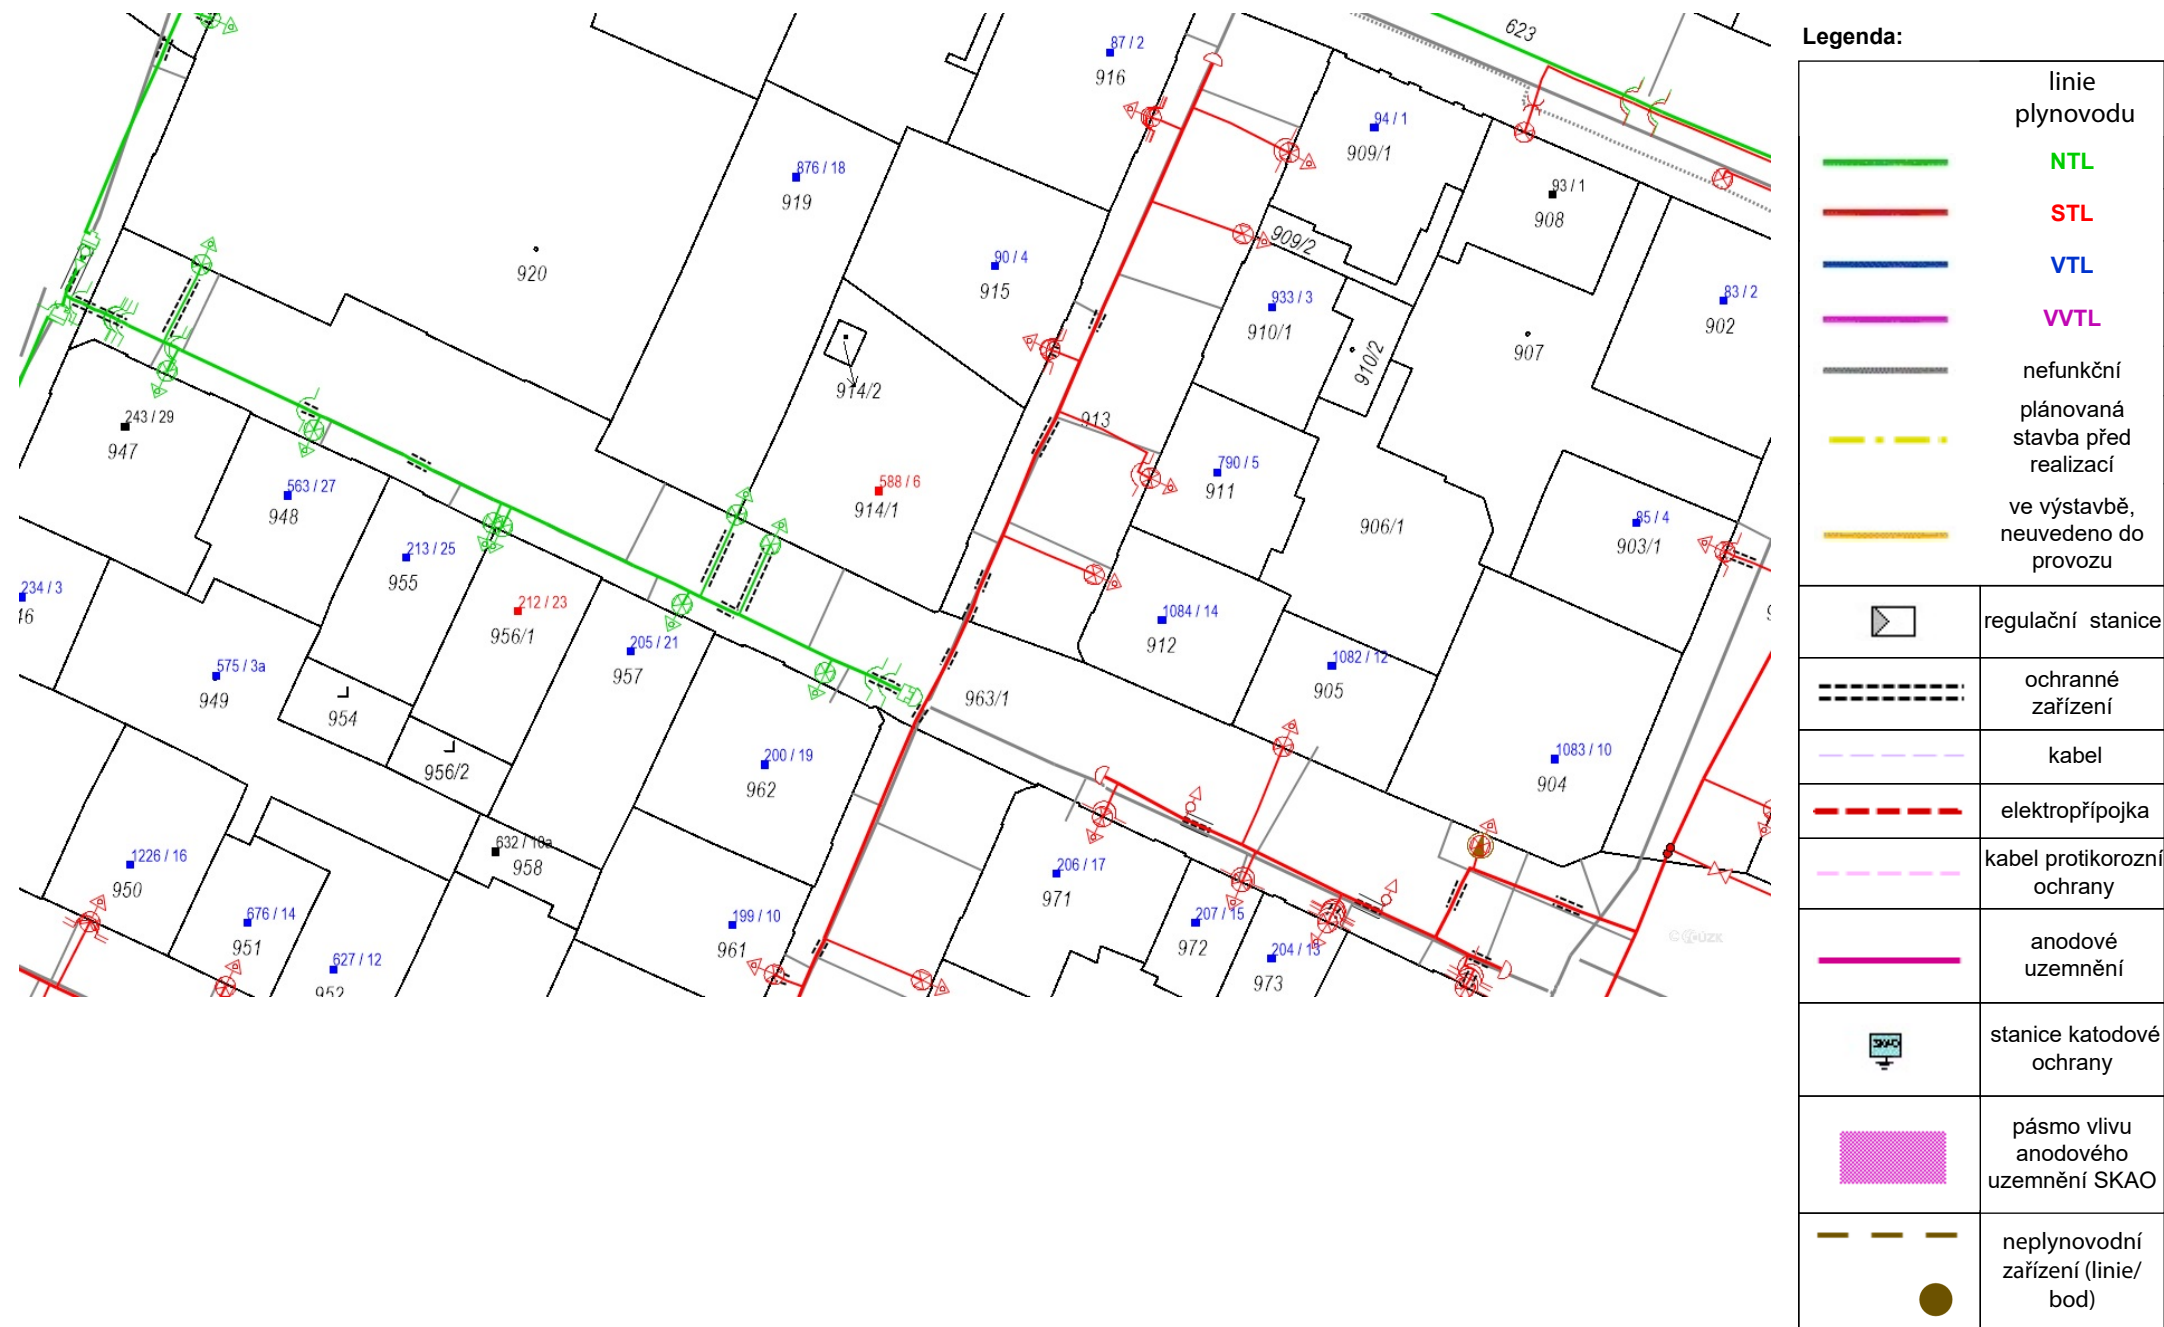 623
87 / 2
916
94 / 1
909/1
876 / 18
919
93 / 1
908
909/2
90 / 4
915
920
933 / 3
910/1
83 / 2
902
907
910/2
914/2
913
243 / 29
947
790 / 5
911
588 / 6
914/1
563 / 27
948
906/1
85 / 4
903/1
213 / 25
955
234 / 3
46
212 / 23
956/1
1084 / 14
912
205 / 21
957
1082 / 12
905
575 / 3a
949
963/1
954
956/2
200 / 19
962
1083 / 10
904
632 / 10a
958
1226 / 16
950
206 / 17
971
676 / 14
951
199 / 10
961
207 / 15
972
627 / 12
952
204 / 13
973
Legenda:
linie
plynovodu
NTL
STL
VTL
VVTL
nefunkční
plánovaná
stavba před
realizací
ve výstavbě,
neuvedeno do
provozu
regulační stanice
ochranné
zařízení
kabel
elektropřípojka
kabel protikorozní
ochrany
anodové
uzemnění
SKAO
stanice katodové
ochrany
pásmo vlivu
anodového
uzemnění SKAO
neplynovodní
zařízení (linie/
bod)